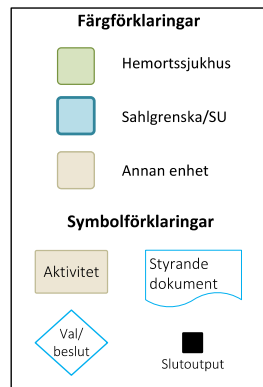 Färgförklaringar
Hemortssjukhus
Sahlgrenska/SU
Annan enhet
Symbolförklaringar
Aktivitet
Styrande
dokument
Val/
beslut
Slutoutput